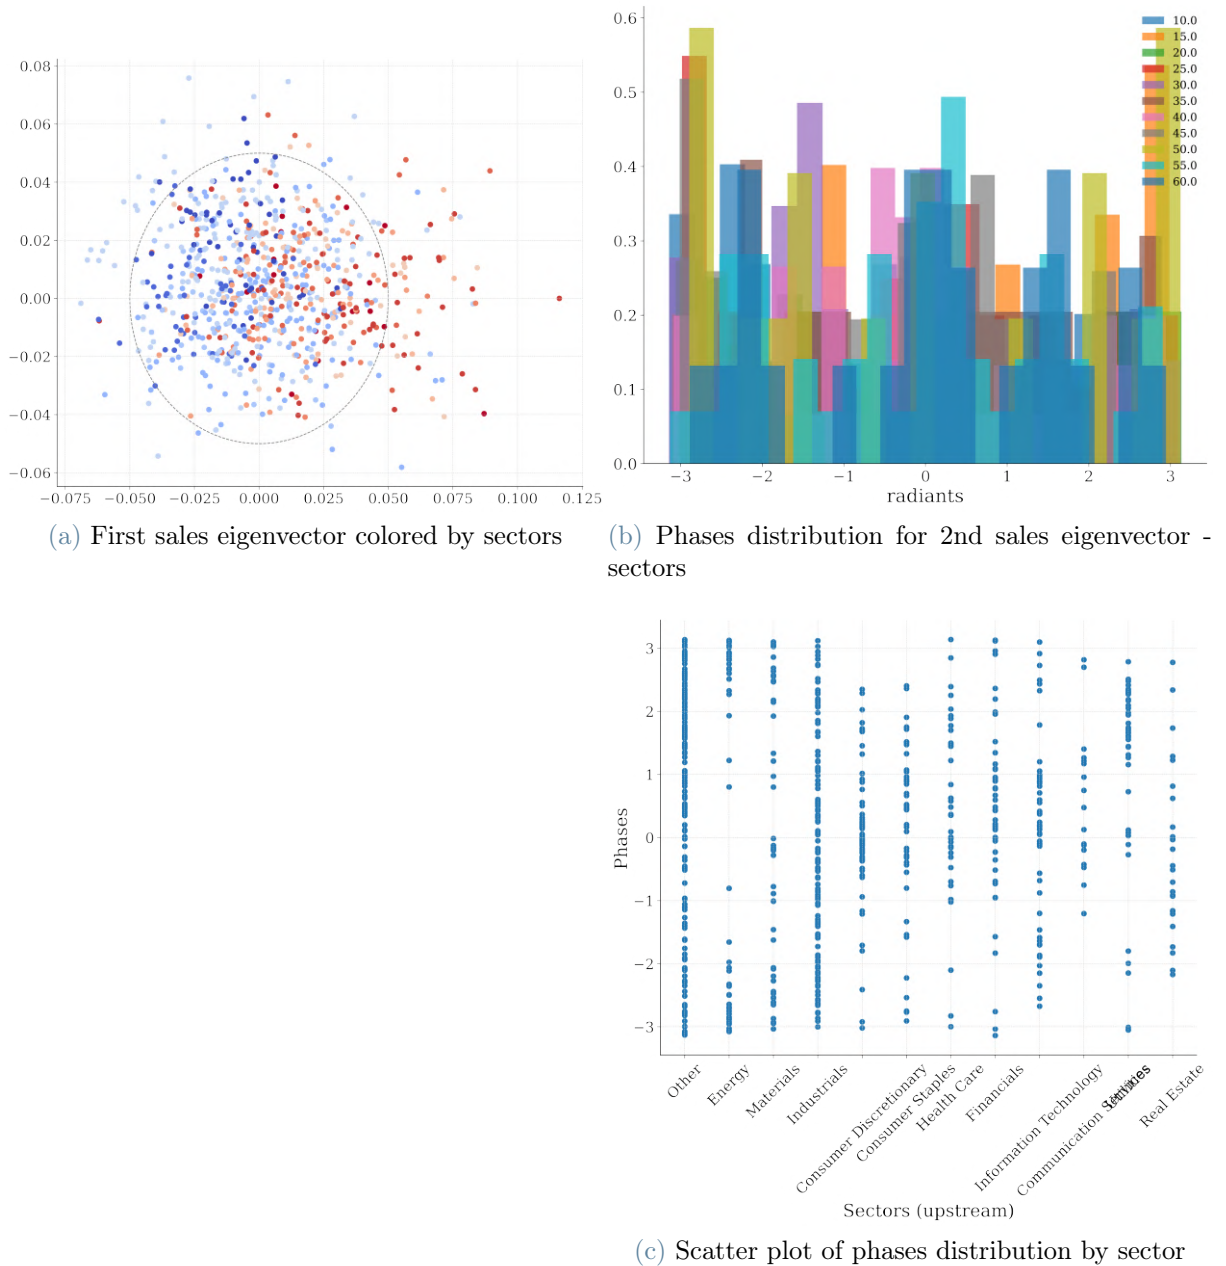 0.08
0.06
0.04
0.02
0.00
−0.02
−0.04
−0.06
−0.075 −0.050 −0.025 0.000 0.025 0.050 0.075 0.100 0.125
(a) First sales eigenvector colored by sectors
0.6
0.5
0.4
0.3
0.2
0.1
0.0
10.0
15.0
20.0
25.0
30.0
35.0
40.0
45.0
50.0
55.0
60.0
−3 −2 −1 0 1 2 3
radiants
(b) Phases distribution for 2nd sales eigenvector -
sectors
3
2
1
0
−1
−2
−3
Phases
Other
Energy
Materials
Industrials
Consumer Discretionary
Consumer Staples
Health Care
Financials
Information Technology
Communication Services
Utilities
Real Estate
Sectors (upstream)
(c) Scatter plot of phases distribution by sector